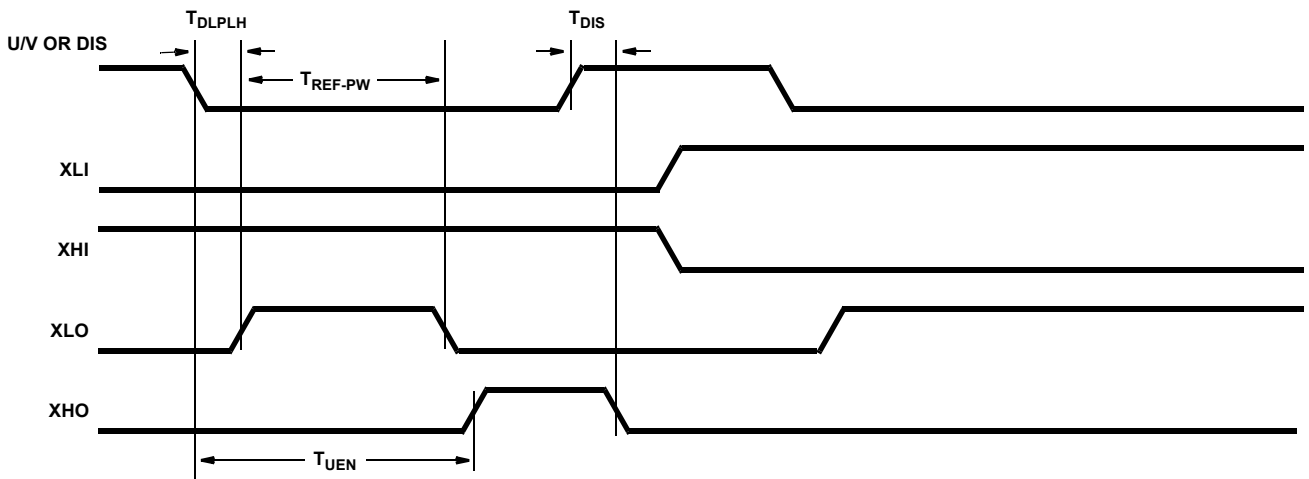 T_DLPLH
T_DIS
U/V OR DIS
T_REF-PW
XLI
XHI
XLO
XHO
T_UEN